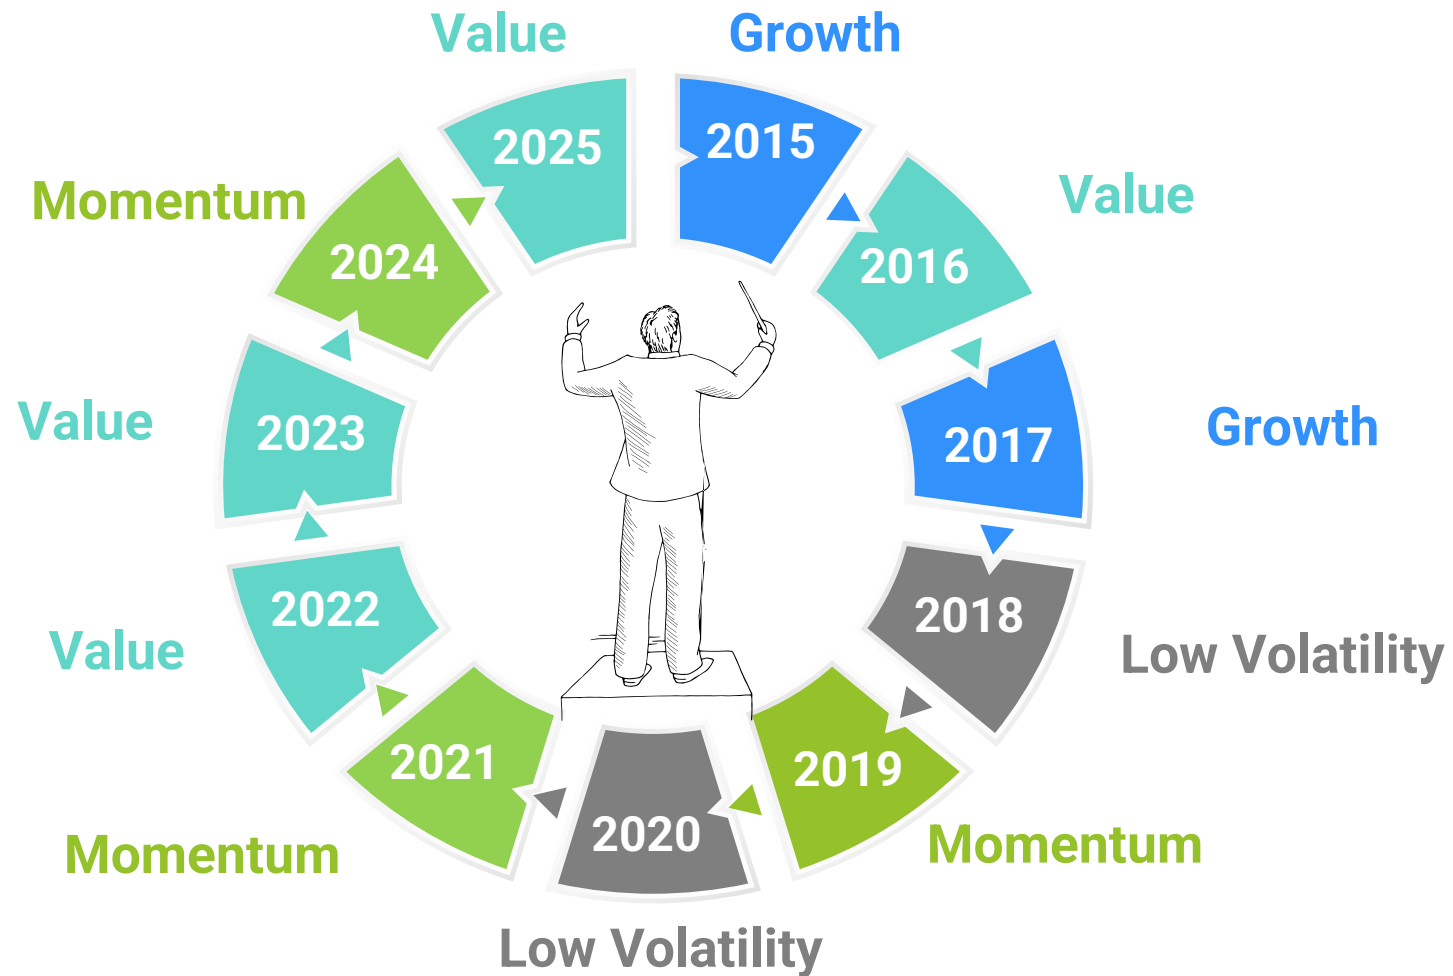 Growth
2015
Value
2016
Growth
2017
Low Volatility
2018
Momentum
2019
Low Volatility
2020
Momentum
2021
Value
2022
Value
2023
Momentum
2024
Value
2025